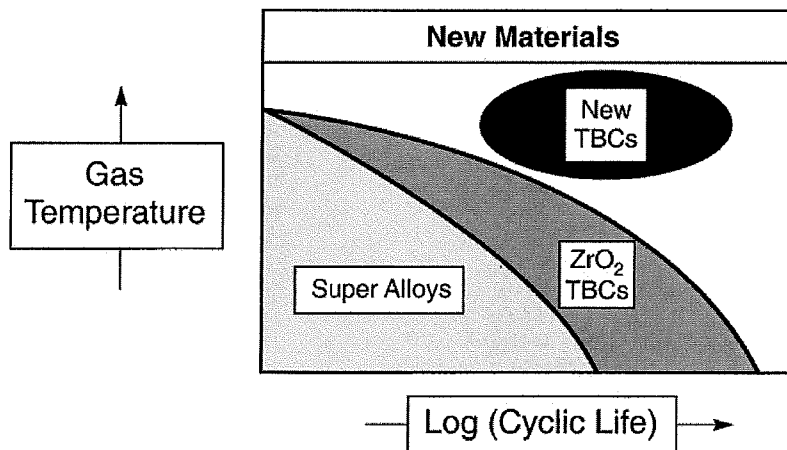 New Materials
New
TBCs
Gas
Temperature
ZrO₂
TBCs
Super Alloys
Log (Cyclic Life)